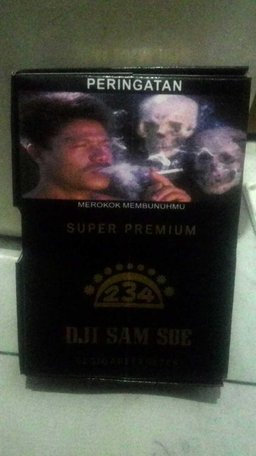 PERINGATAN
MEROKOK MEMBUNUHMU
SUPER PREMIUM
234
DJI SAM SOE